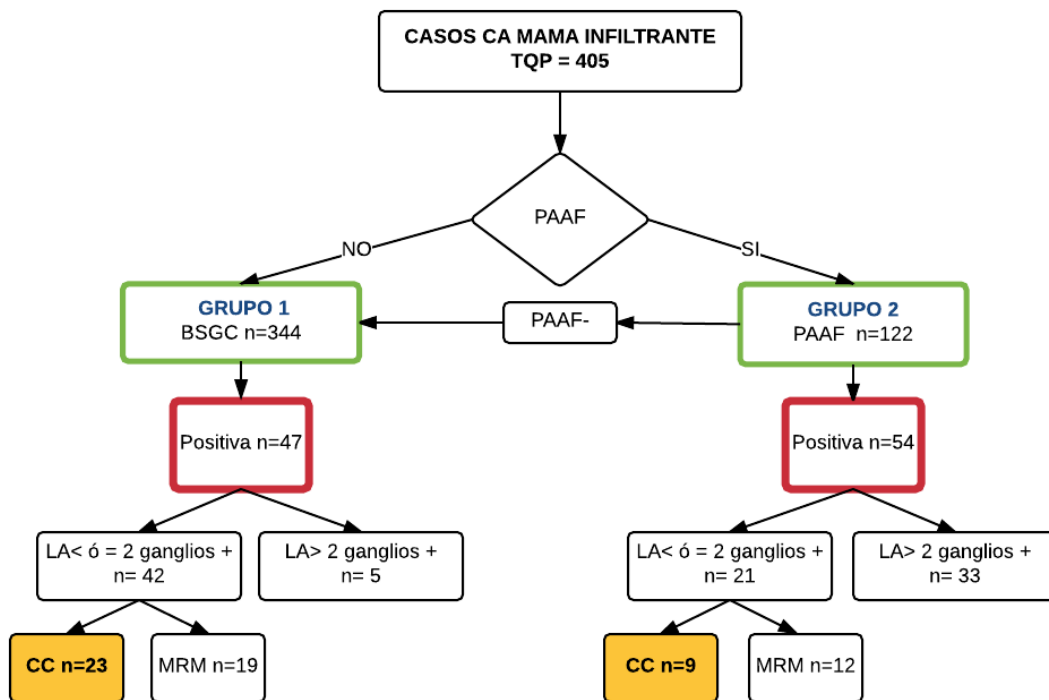 CASOS CA MAMA INFILTRANTE
TQP = 405
PAAF
NO
SI
GRUPO 1
BSGC n=344
PAAF-
GRUPO 2
PAAF n=122
Positiva n=47
Positiva n=54
LA< ó = 2 ganglios +
n= 42
LA> 2 ganglios +
n= 5
LA< ó = 2 ganglios +
n= 21
LA> 2 ganglios +
n= 33
CC n=23
MRM n=19
CC n=9
MRM n=12